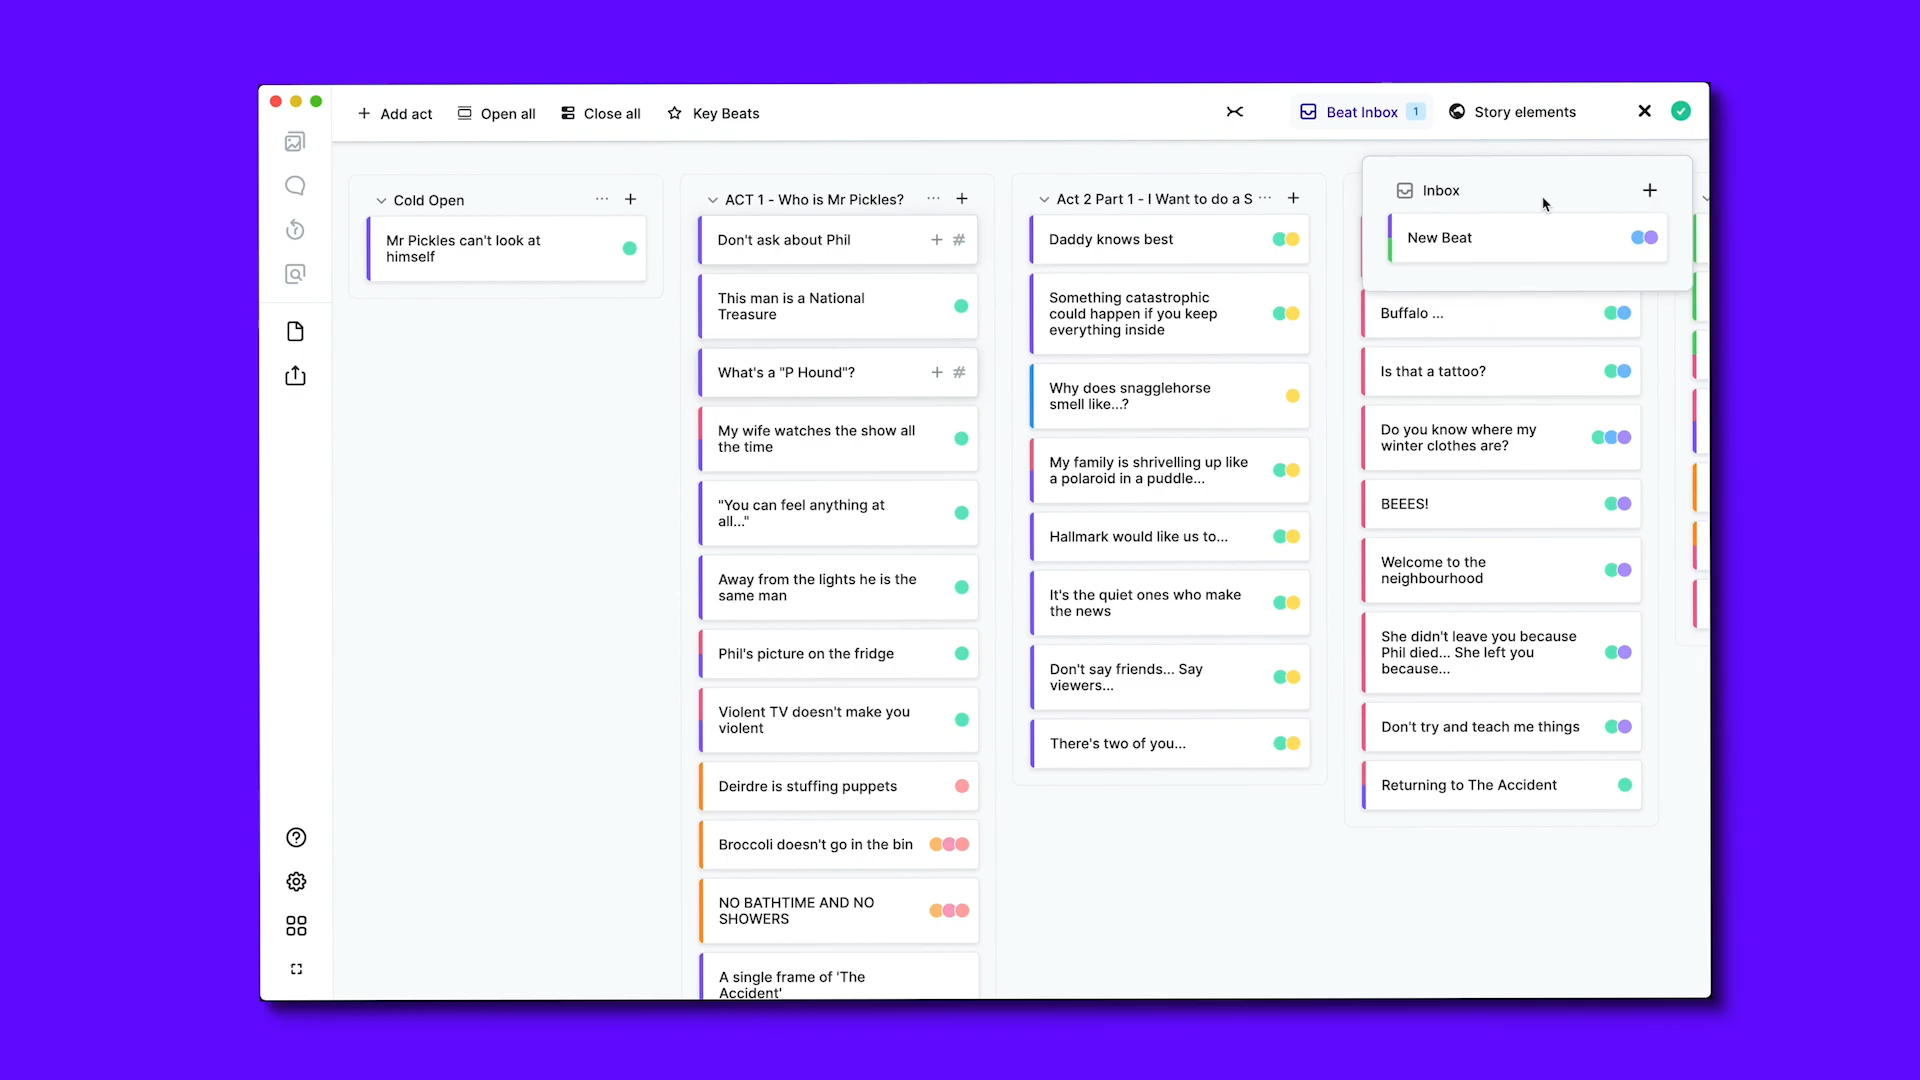 Add act
Open all
Close all
Key Beats
Beat Inbox 1
Story elements
Cold Open
Mr Pickles can't look at
himself
ACT 1 - Who is Mr Pickles?
Don't ask about Phil
This man is a National
Treasure
What's a "P Hound"?
My wife watches the show all
the time
"You can feel anything at
all..."
Away from the lights he is the
same man
Phil's picture on the fridge
Violent TV doesn't make you
violent
Deirdre is stuffing puppets
Broccoli doesn't go in the bin
NO BATHTIME AND NO
SHOWERS
A single frame of 'The
Accident'
Act 2 Part 1 - I Want to do a S
Daddy knows best
Something catastrophic
could happen if you keep
everything inside
Why does snagglehorse
smell like...?
My family is shrivelling up like
a polaroid in a puddle...
Hallmark would like us to...
It's the quiet ones who make
the news
Don't say friends... Say
viewers...
There's two of you...
Inbox
New Beat
Buffalo ...
Is that a tattoo?
Do you know where my
winter clothes are?
BEEES!
Welcome to the
neighbourhood
She didn't leave you because
Phil died... She left you
because...
Don't try and teach me things
Returning to The Accident